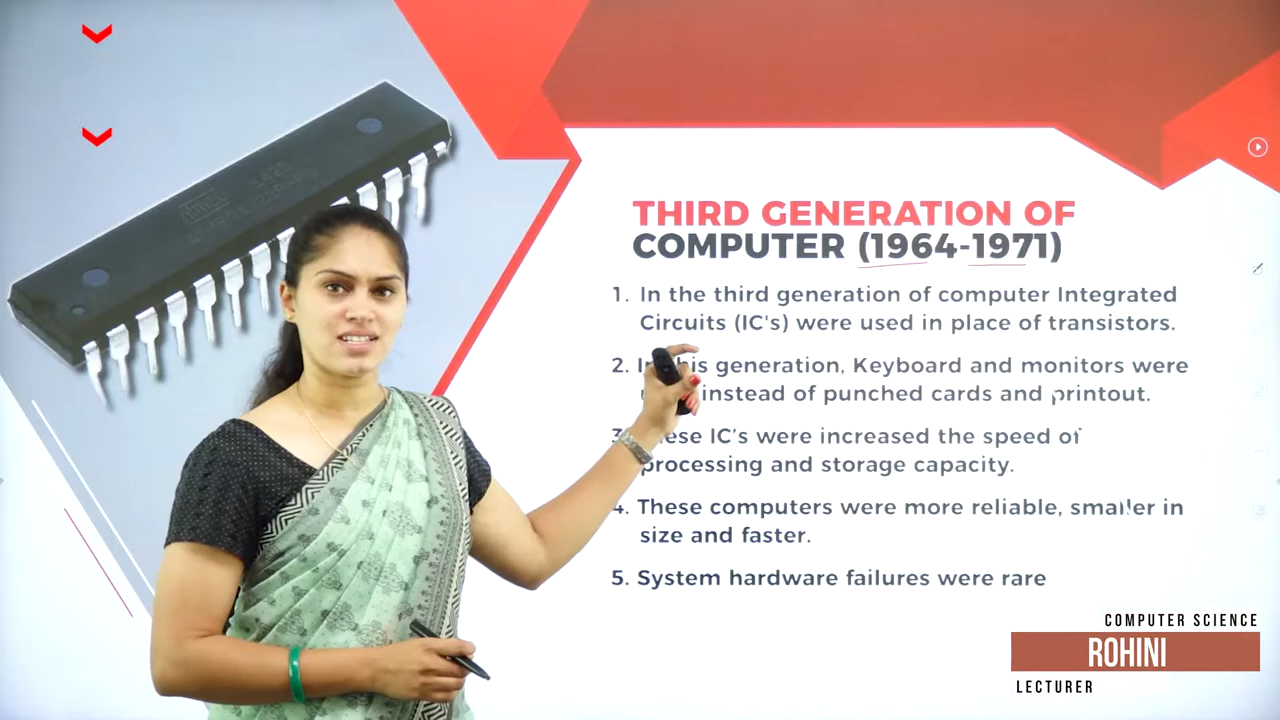 THIRD GENERATION OF
COMPUTER (1964-1971)
1. In the third generation of computer Integrated
Circuits (IC's) were used in place of transistors.
2. In this generation, Keyboard and monitors were
instead of punched cards and printout.
3. These IC's were increased the speed of
processing and storage capacity.
4. These computers were more reliable, smaller in
size and faster.
5. System hardware failures were rare
COMPUTER SCIENCE
ROHINI
LECTURER